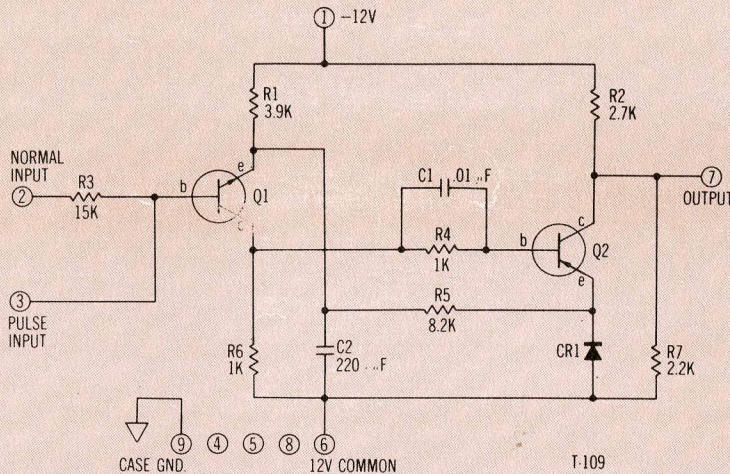 ① -12V
R1
3.9K
R2
2.7K
NORMAL
INPUT
②
R3
15K
b
e
c
Q1
C1 .01 F
⑦
OUTPUT
R4
1K
b
c
e
Q2
③
PULSE
INPUT
R5
8.2K
R6
1K
C2
220 F
CR1
R7
2.2K
⑨ ④ ⑤ ⑧ ⑥
CASE GND.
12V COMMON
T-109